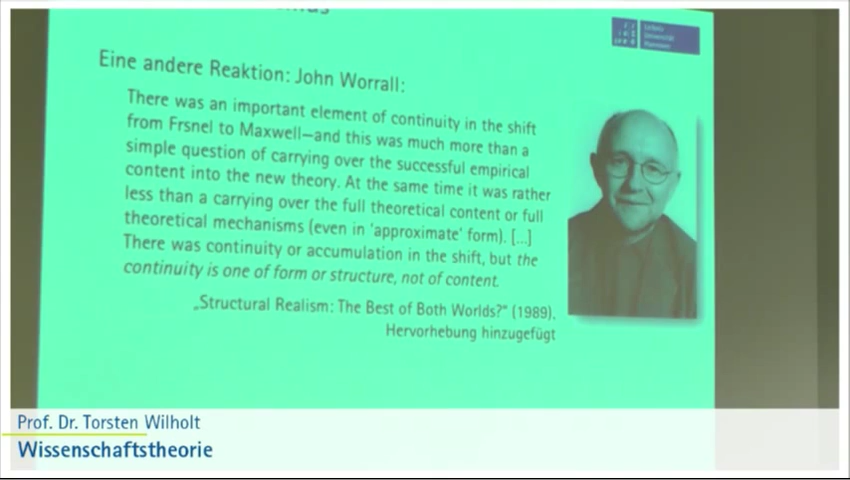 Eine andere Reaktion: John Worrall:
There was an important element of continuity in the shift
from Frsnel to Maxwell—and this was much more than a
simple question of carrying over the successful empirical
content into the new theory. At the same time it was rather
less than a carrying over the full theoretical content or full
theoretical mechanisms (even in 'approximate' form). [...]
There was continuity or accumulation in the shift, but the
continuity is one of form or structure, not of content.
„Structural Realism: The Best of Both Worlds?" (1989).
Hervorhebung hinzugefügt
Leibniz
Universität
Hannover
Prof. Dr. Torsten Wilholt
Wissenschaftstheorie